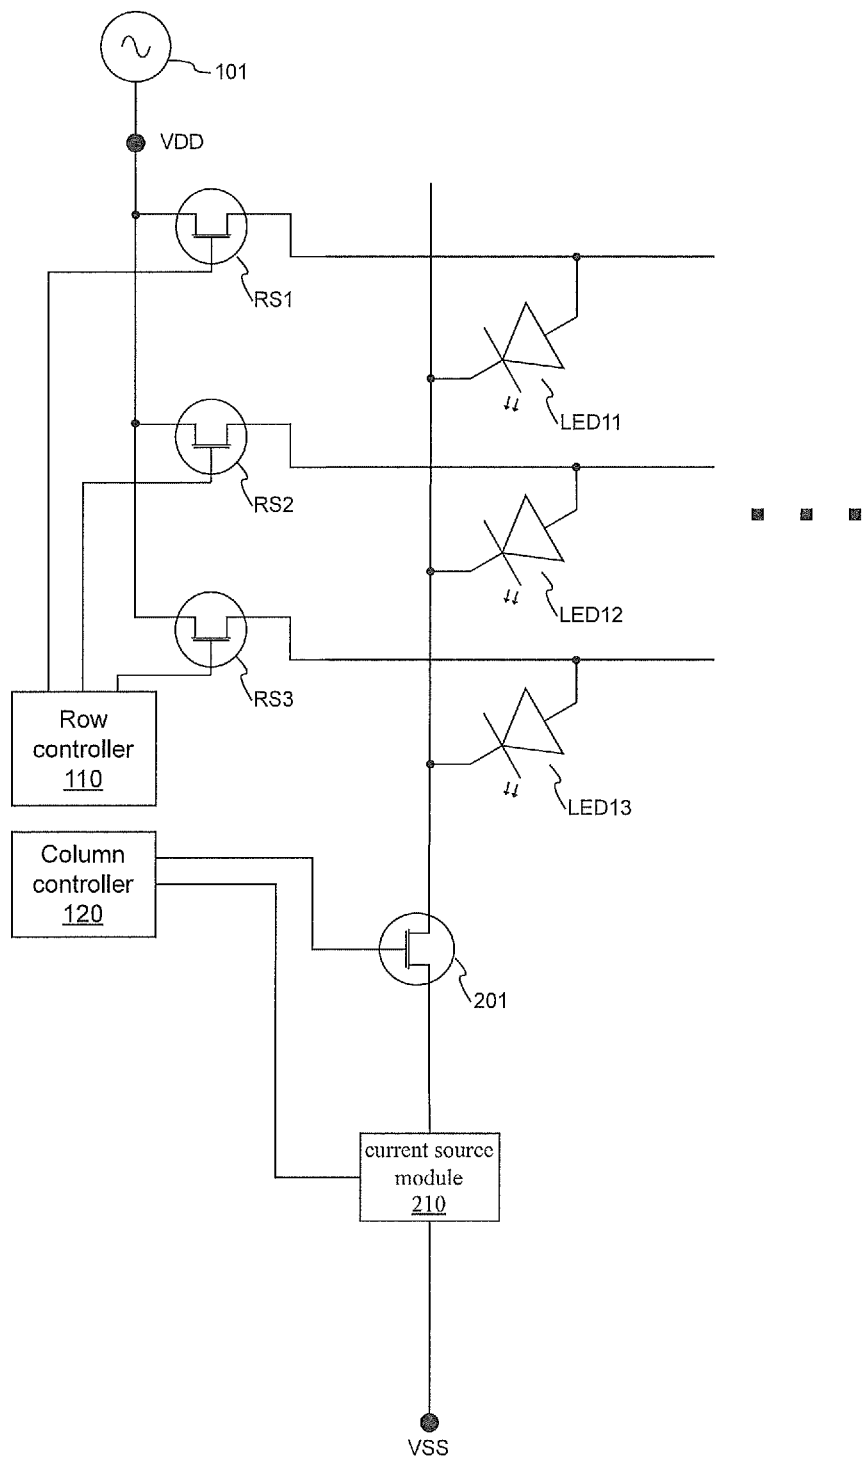 101
VDD
RS1
LED11
RS2
LED12
RS3
LED13
Row
controller
110
Column
controller
120
201
current source
module
210
VSS